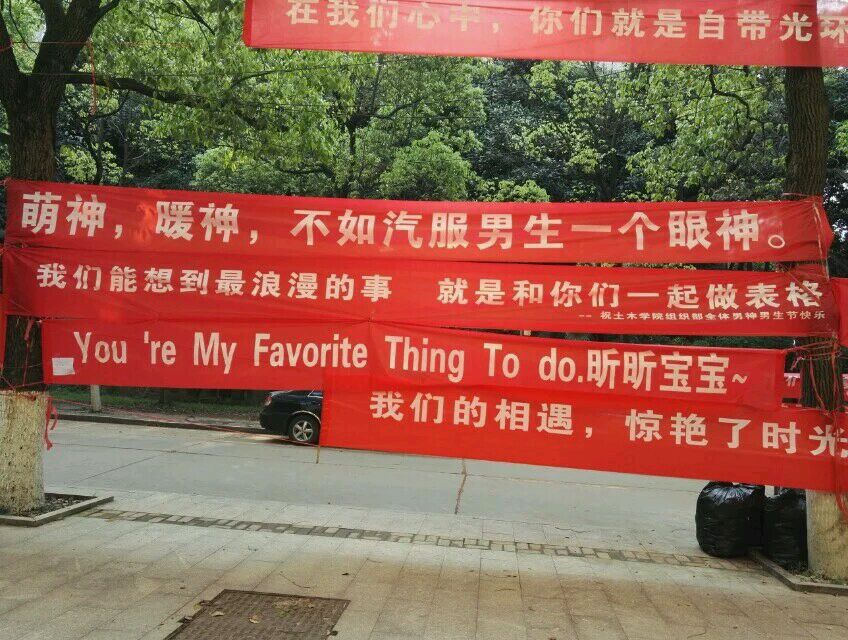 在我们心中，你们就是自带光环
萌神，暖神，不如汽服男生一个眼神。
我们能想到最浪漫的事 就是和你们一起做表格
-- 祝土木学院组织部全体男神男生节快乐
You 're My Favorite Thing To do.昕昕宝宝~
我们的相遇，惊艳了时光